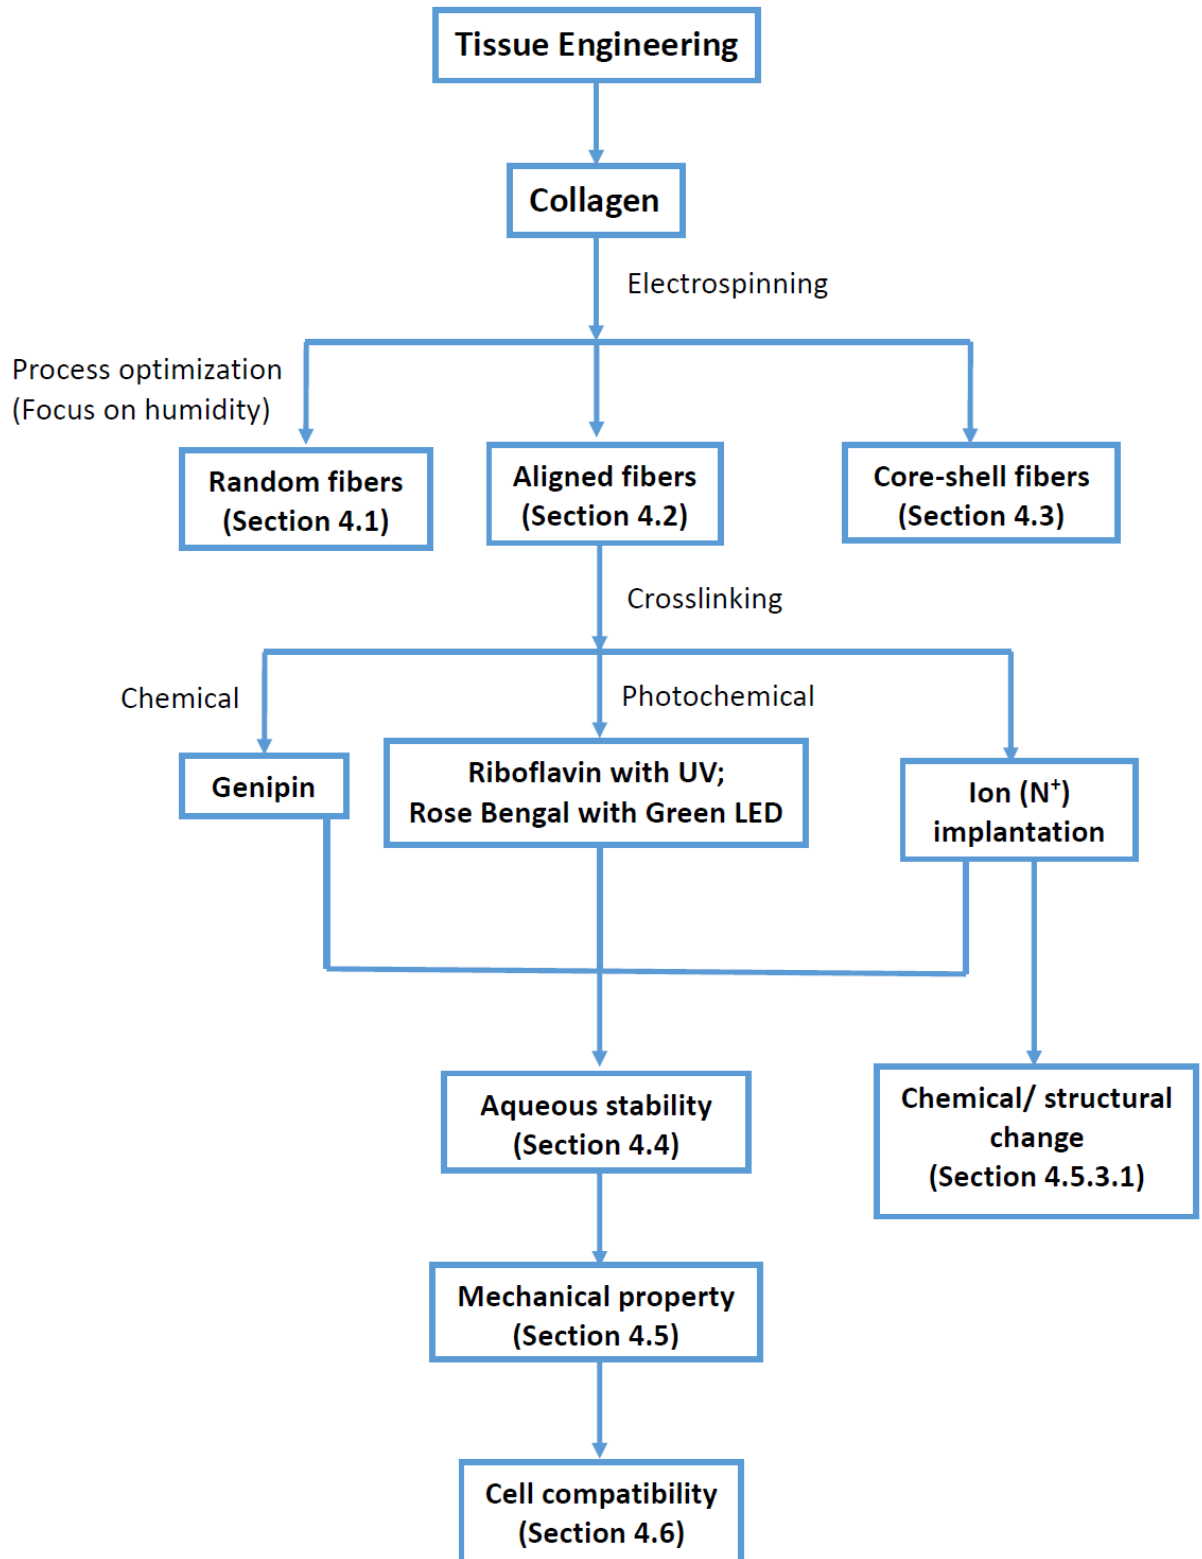 Tissue Engineering
Collagen
Electrospinning
Process optimization
(Focus on humidity)
Random fibers
(Section 4.1)
Aligned fibers
(Section 4.2)
Core-shell fibers
(Section 4.3)
Crosslinking
Chemical
Photochemical
Genipin
Riboflavin with UV;
Rose Bengal with Green LED
Ion (N⁺)
implantation
Aqueous stability
(Section 4.4)
Chemical/ structural
change
(Section 4.5.3.1)
Mechanical property
(Section 4.5)
Cell compatibility
(Section 4.6)